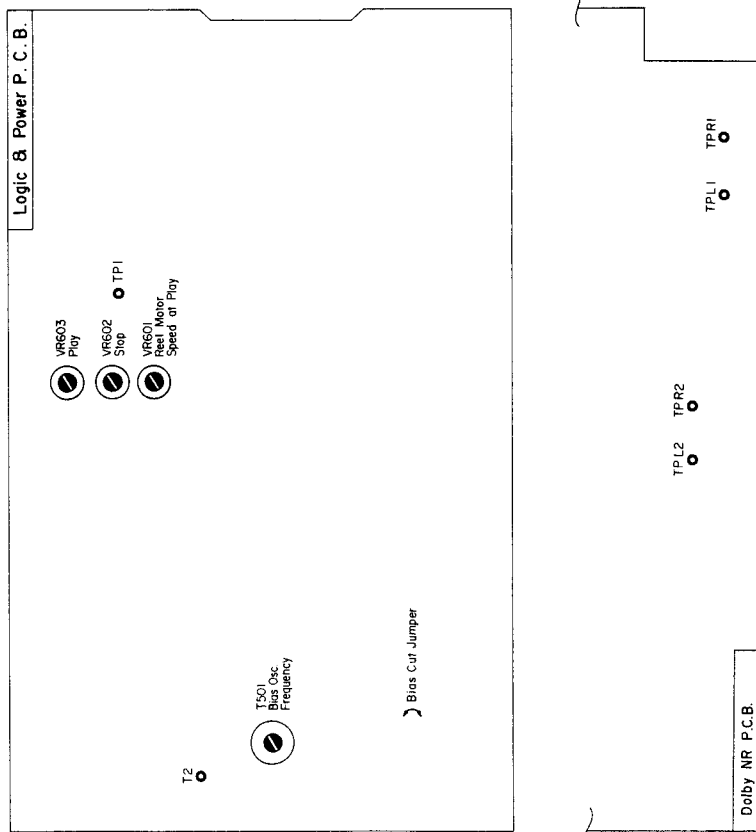 Logic & Power P. C. B.
VR603
Play
VR602
Stop
TP1
VR601
Reel Motor
Speed at Play
T2
T501
Bias Osc.
Frequency
Bias Cut Jumper
TPR1
TPL1
TPR2
TPL2
Dolby NR P.C.B.